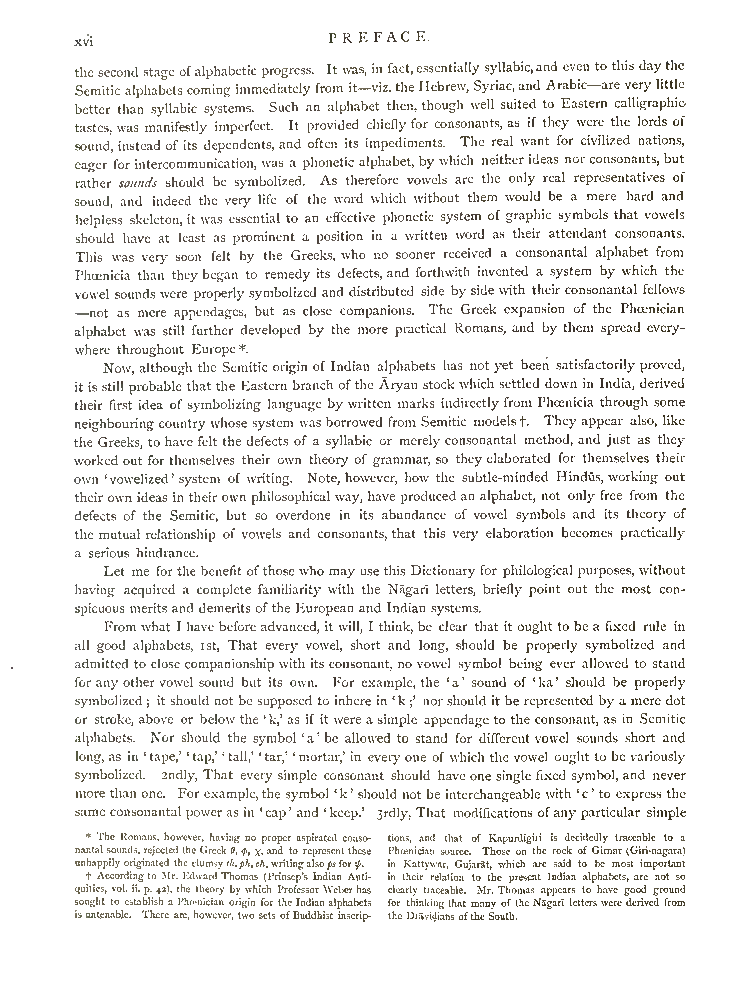 xvi
PREFACE.
the second stage of alphabetic progress. It was, in fact, essentially syllabic, and even to this day the
Semitic alphabets coming immediately from it—viz. the Hebrew, Syriac, and Arabic—are very little
better than syllabic systems. Such an alphabet then, though well suited to Eastern calligraphic
tastes, was manifestly imperfect. It provided chiefly for consonants, as if they were the lords of
sound, instead of its dependents, and often its impediments. The real want for civilized nations,
eager for intercommunication, was a phonetic alphabet, by which neither ideas nor consonants, but
rather sounds should be symbolized. As therefore vowels are the only real representatives of
sound, and indeed the very life of the word which without them would be a mere hard and
helpless skeleton, it was essential to an effective phonetic system of graphic symbols that vowels
should have at least as prominent a position in a written word as their attendant consonants.
This was very soon felt by the Greeks, who no sooner received a consonantal alphabet from
Phœnicia than they began to remedy its defects, and forthwith invented a system by which the
vowel sounds were properly symbolized and distributed side by side with their consonantal fellows
—not as mere appendages, but as close companions. The Greek expansion of the Phœnician
alphabet was still further developed by the more practical Romans, and by them spread every-
where throughout Europe *.
Now, although the Semitic origin of Indian alphabets has not yet been satisfactorily proved,
it is still probable that the Eastern branch of the Āryan stock which settled down in India, derived
their first idea of symbolizing language by written marks indirectly from Phœnicia through some
neighbouring country whose system was borrowed from Semitic models †. They appear also, like
the Greeks, to have felt the defects of a syllabic or merely consonantal method, and just as they
worked out for themselves their own theory of grammar, so they elaborated for themselves their
own ‘vowelized’ system of writing. Note, however, how the subtle-minded Hindūs, working out
their own ideas in their own philosophical way, have produced an alphabet, not only free from the
defects of the Semitic, but so overdone in its abundance of vowel symbols and its theory of
the mutual relationship of vowels and consonants, that this very elaboration becomes practically
a serious hindrance.
Let me for the benefit of those who may use this Dictionary for philological purposes, without
having acquired a complete familiarity with the Nāgarī letters, briefly point out the most con-
spicuous merits and demerits of the European and Indian systems.
From what I have before advanced, it will, I think, be clear that it ought to be a fixed rule in
all good alphabets, 1st, That every vowel, short and long, should be properly symbolized and
admitted to close companionship with its consonant, no vowel symbol being ever allowed to stand
for any other vowel sound but its own. For example, the ‘a’ sound of ‘ka’ should be properly
symbolized ; it should not be supposed to inhere in ‘k ;’ nor should it be represented by a mere dot
or stroke, above or below the ‘k,’ as if it were a simple appendage to the consonant, as in Semitic
alphabets. Nor should the symbol ‘a’ be allowed to stand for different vowel sounds short and
long, as in ‘tape,’ ‘tap,’ ‘tall,’ ‘tar,’ ‘mortar,’ in every one of which the vowel ought to be variously
symbolized. 2ndly, That every simple consonant should have one single fixed symbol, and never
more than one. For example, the symbol ‘k’ should not be interchangeable with ‘c’ to express the
same consonantal power as in ‘cap’ and ‘keep.’ 3rdly, That modifications of any particular simple
* The Romans, however, having no proper aspirated conso-
nantal sounds, rejected the Greek θ, φ, χ, and to represent these
unhappily originated the clumsy th, ph, ch, writing also ps for ψ.
† According to Mr. Edward Thomas (Prinsep's Indian Anti-
quities, vol. ii. p. 42), the theory by which Professor Weber has
sought to establish a Phœnician origin for the Indian alphabets
is untenable. There are, however, two sets of Buddhist inscrip-
tions, and that of Kapurdigiri is decidedly traceable to a
Phœnician source. Those on the rock of Girnar (Giri-nagara)
in Kattywar, Gujarāt, which are said to be most important
in their relation to the present Indian alphabets, are not so
clearly traceable. Mr. Thomas appears to have good ground
for thinking that many of the Nāgarī letters were derived from
the Drāviḍians of the South.